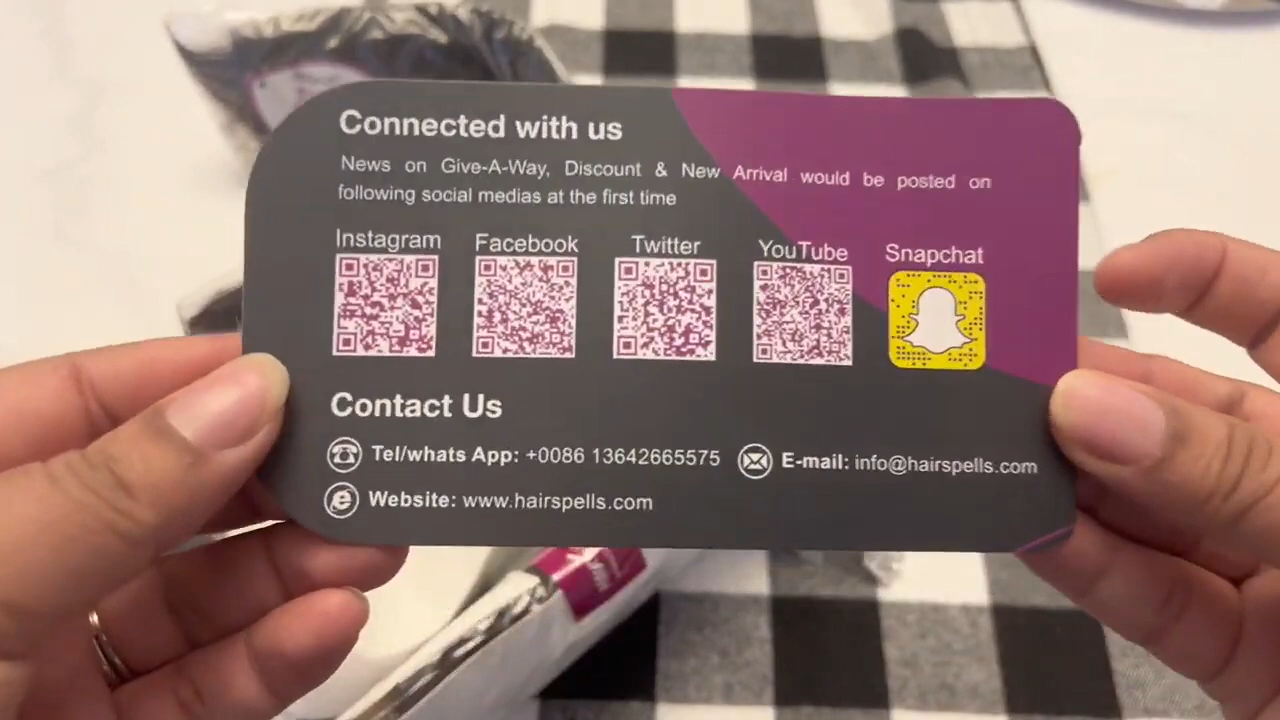 Connected with us
News on Give-A-Way, Discount & New Arrival would be posted on
following social medias at the first time
Instagram Facebook Twitter YouTube Snapchat
Contact Us
Tel/whats App: +0086 13642665575 E-mail: info@hairspells.com
Website: www.hairspells.com